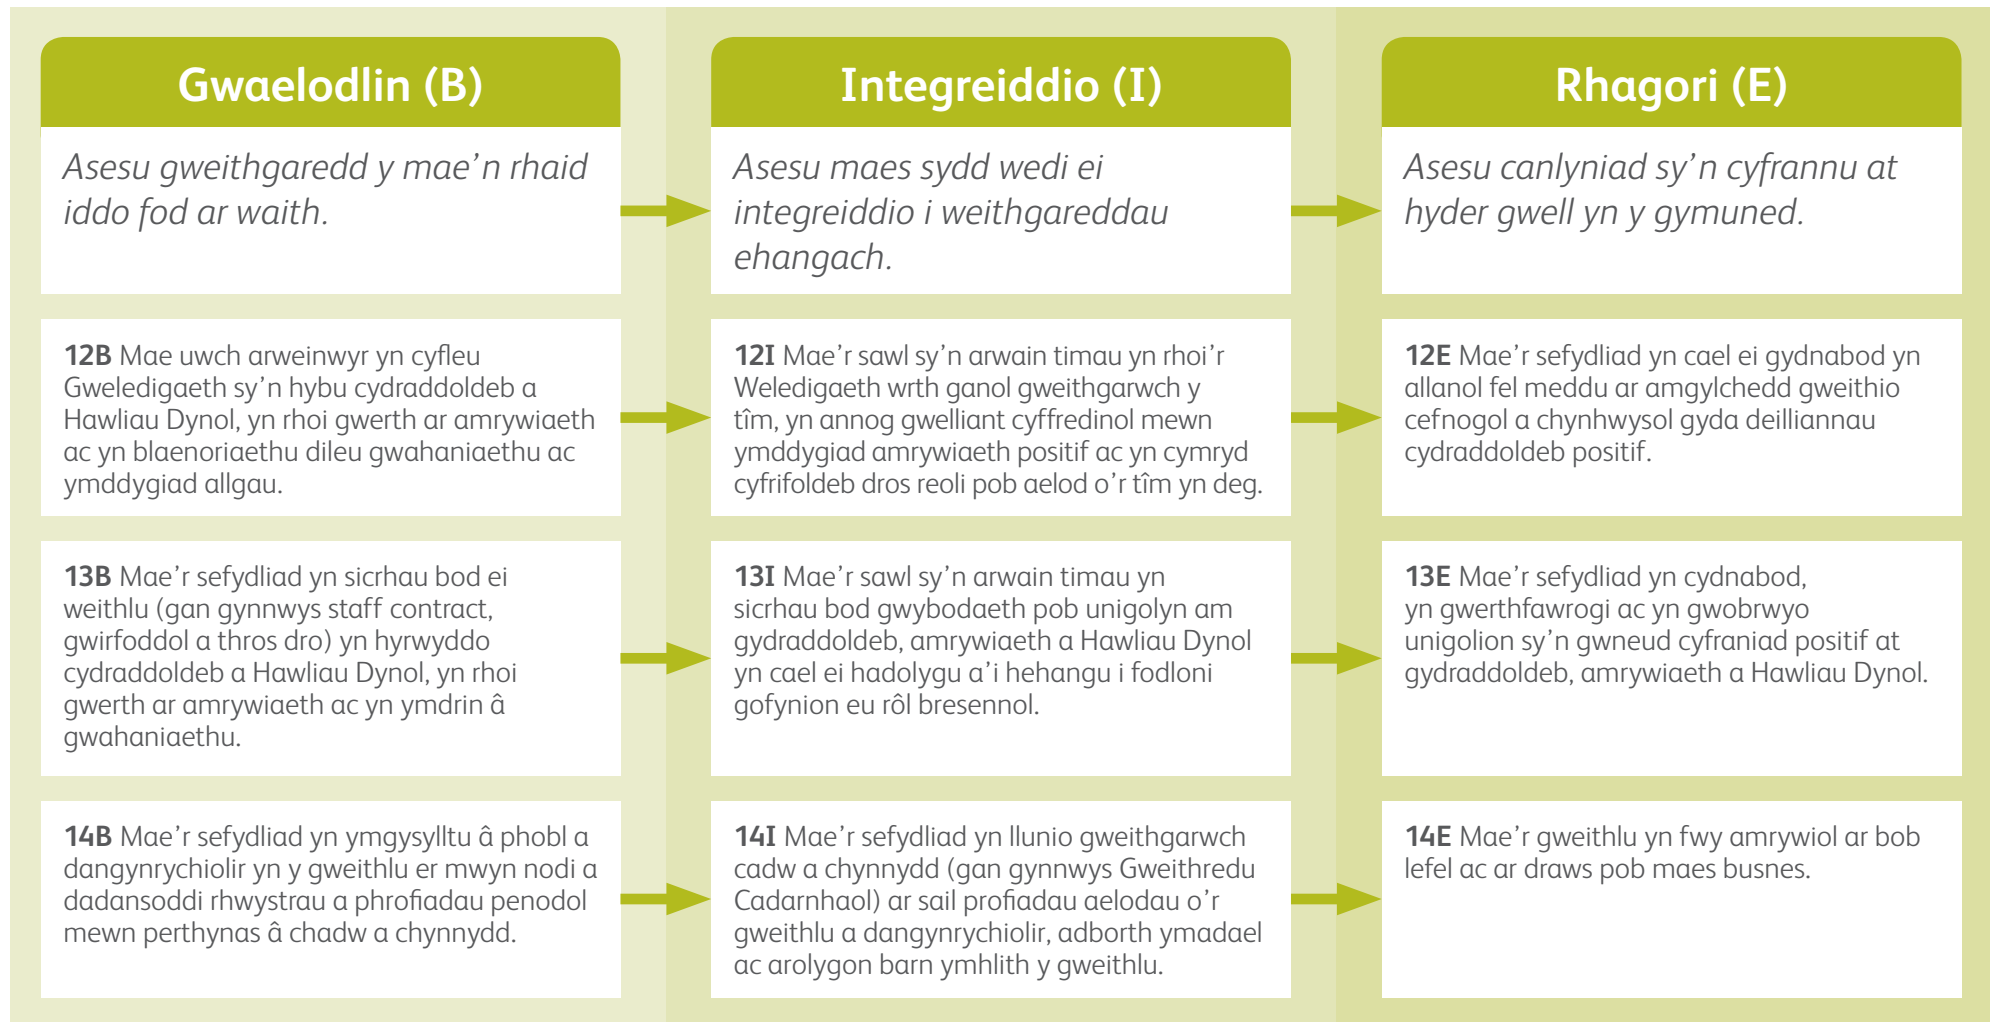 Gwaelodlin (B)
Asesu gweithgaredd y mae’n rhaid
iddo fod ar waith.
Integreiddio (I)
Asesu maes sydd wedi ei
integreiddio i weithgareddau
ehangach.
Rhagori (E)
Asesu canlyniad sy’n cyfrannu at
hyder gwell yn y gymuned.
12B Mae uwch arweinwyr yn cyfleu
Gweledigaeth sy’n hybu cydraddoldeb a
Hawliau Dynol, yn rhoi gwerth ar amrywiaeth
ac yn blaenoriaethu dileu gwahaniaethu ac
ymddygiad allgau.
12I Mae’r sawl sy’n arwain timau yn rhoi’r
Weledigaeth wrth ganol gweithgarwch y
tîm, yn annog gwelliant cyffredinol mewn
ymddygiad amrywiaeth positif ac yn cymryd
cyfrifoldeb dros reoli pob aelod o’r tîm yn deg.
12E Mae’r sefydliad yn cael ei gydnabod yn
allanol fel meddu ar amgylchedd gweithio
cefnogol a chynhwysol gyda deilliannau
cydraddoldeb positif.
13B Mae’r sefydliad yn sicrhau bod ei
weithlu (gan gynnwys staff contract,
gwirfoddol a thros dro) yn hyrwyddo
cydraddoldeb a Hawliau Dynol, yn rhoi
gwerth ar amrywiaeth ac yn ymdrin â
gwahaniaethu.
13I Mae’r sawl sy’n arwain timau yn
sicrhau bod gwybodaeth pob unigolyn am
gydraddoldeb, amrywiaeth a Hawliau Dynol
yn cael ei hadolygu a’i hehangu i fodloni
gofynion eu rôl bresennol.
13E Mae’r sefydliad yn cydnabod,
yn gwerthfawrogi ac yn gwobrwyo
unigolion sy’n gwneud cyfraniad positif at
gydraddoldeb, amrywiaeth a Hawliau Dynol.
14B Mae’r sefydliad yn ymgysylltu â phobl a
dangynrychiolir yn y gweithlu er mwyn nodi a
dadansoddi rhwystrau a phrofiadau penodol
mewn perthynas â chadw a chynnydd.
14I Mae’r sefydliad yn llunio gweithgarwch
cadw a chynnydd (gan gynnwys Gweithredu
Cadarnhaol) ar sail profiadau aelodau o’r
gweithlu a dangynrychiolir, adborth ymadael
ac arolygon barn ymhlith y gweithlu.
14E Mae’r gweithlu yn fwy amrywiol ar bob
lefel ac ar draws pob maes busnes.